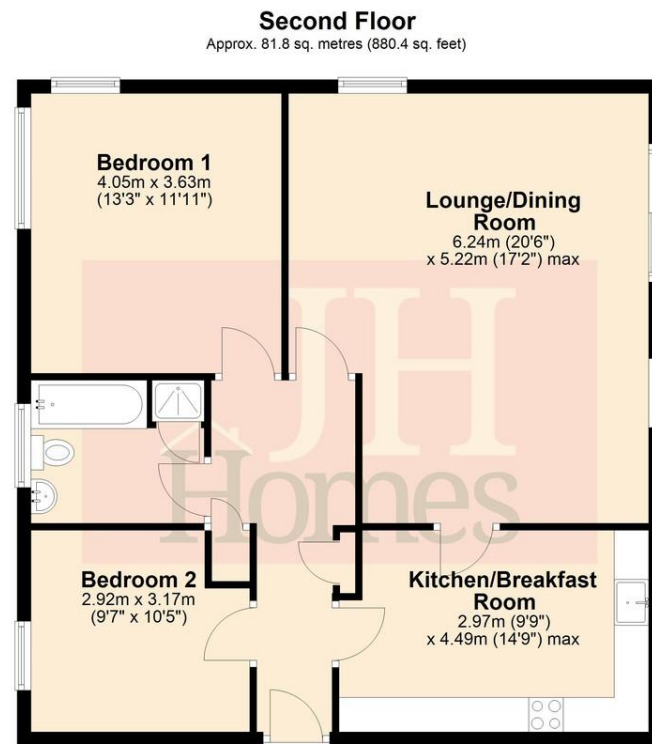 Second Floor
Approx. 81.8 sq. metres (880.4 sq. feet)
Bedroom 1
4.05m x 3.63m
(13'3" x 11'11")
Lounge/Dining
Room
6.24m (20'6")
x 5.22m (17'2") max
JH
Homes
Bedroom 2
2.92m x 3.17m
(9'7" x 10'5")
Kitchen/Breakfast
Room
2.97m (9'9")
x 4.49m (14'9") max